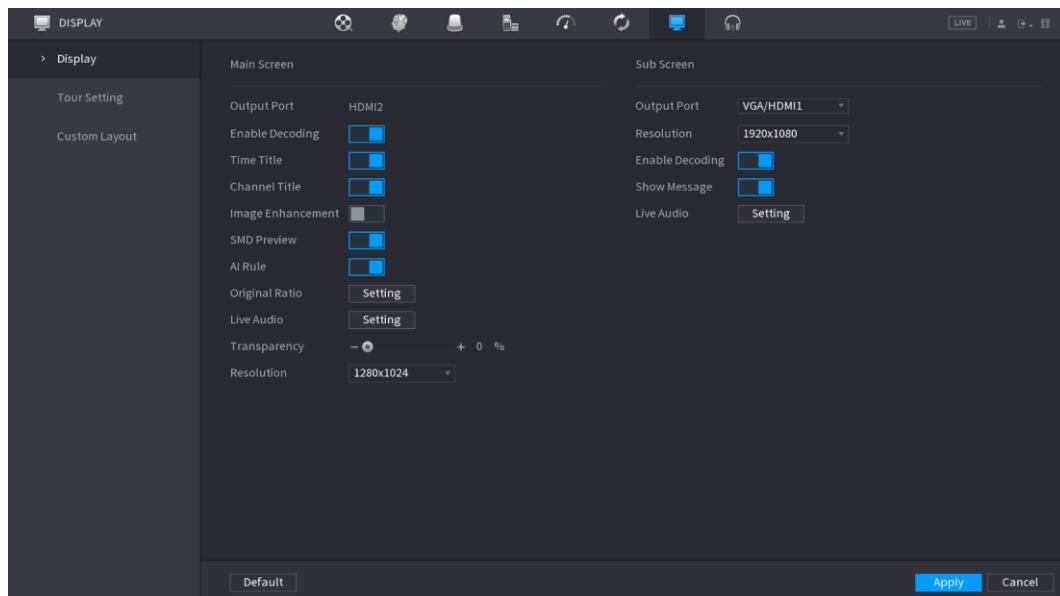 DISPLAY
LIVE
> Display
Tour Setting
Custom Layout
Main Screen
Output Port HDMI2
Enable Decoding
Time Title
Channel Title
Image Enhancement
SMD Preview
AI Rule
Original Ratio Setting
Live Audio Setting
Transparency − + 0 %
Resolution 1280x1024
Sub Screen
Output Port VGA/HDMI1
Resolution 1920x1080
Enable Decoding
Show Message
Live Audio Setting
Default
Apply Cancel